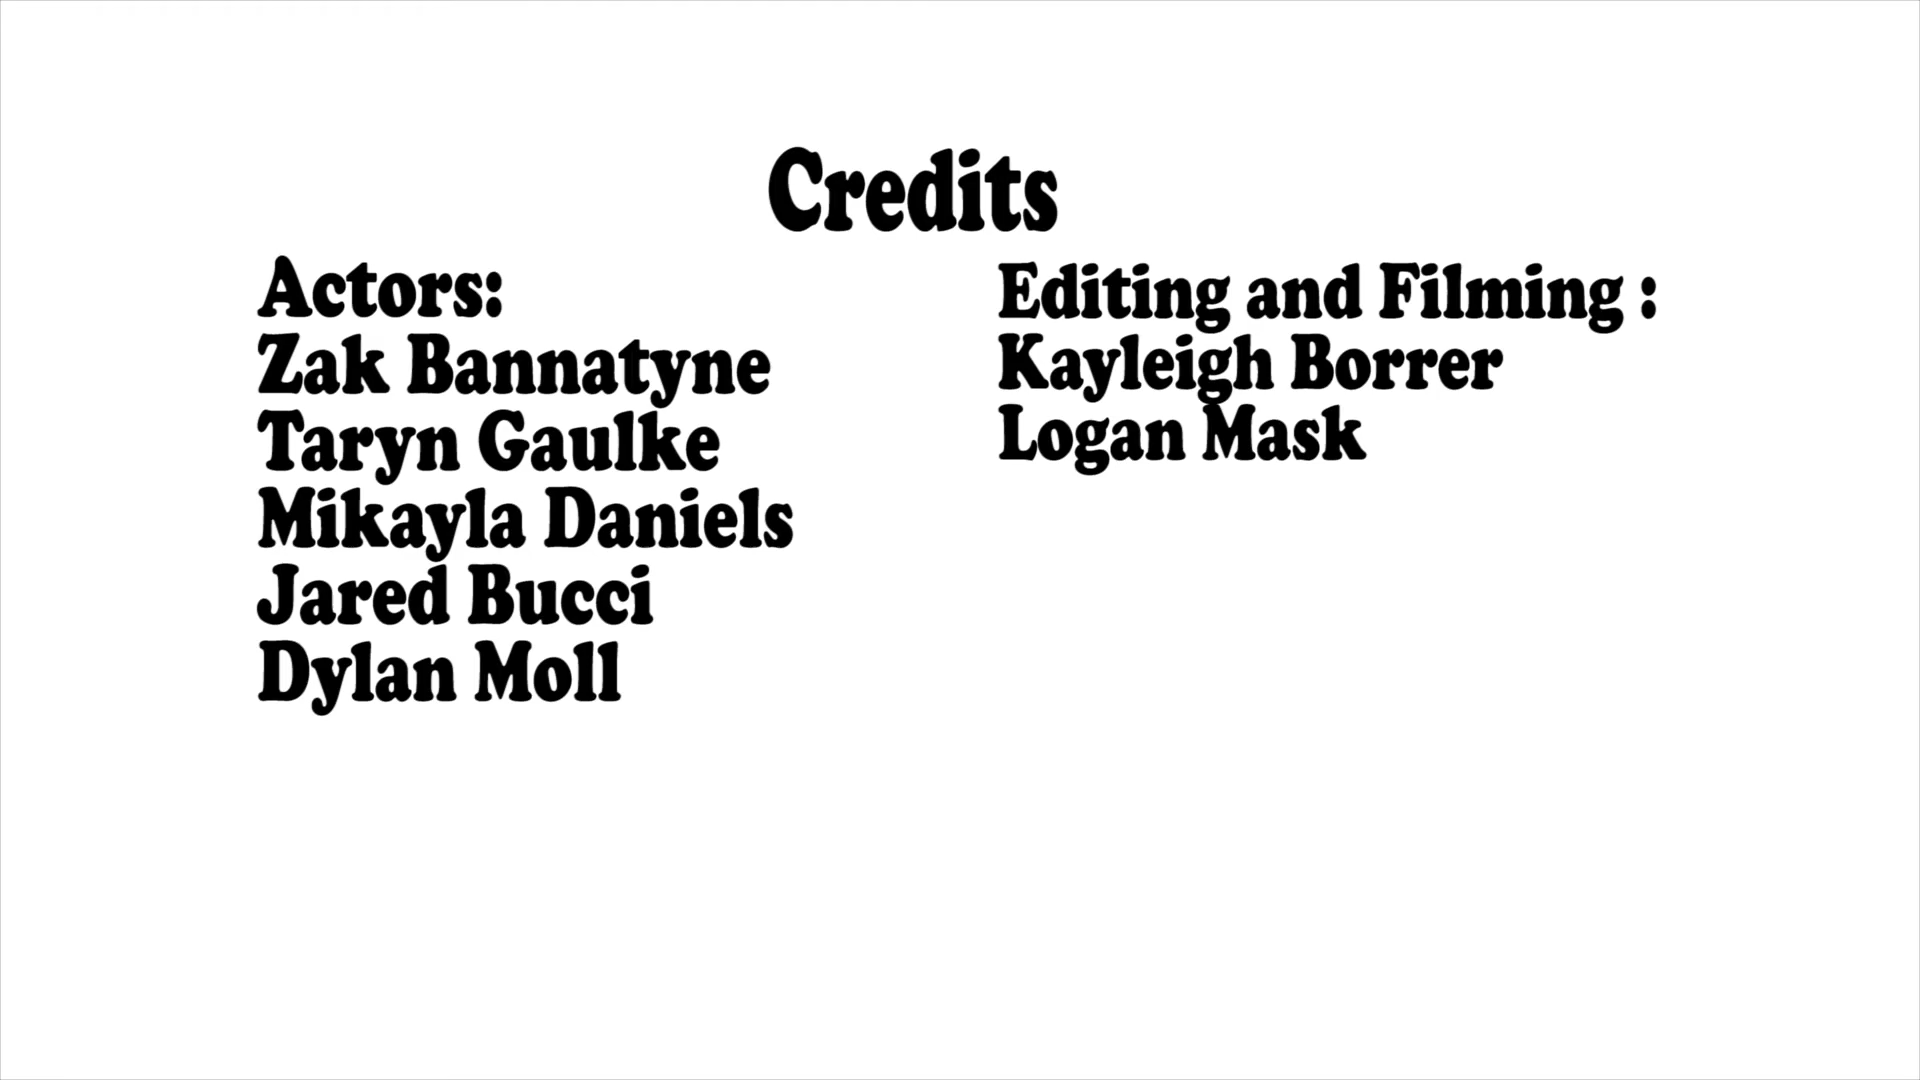 Credits
Actors:
Zak Bannatyne
Taryn Gaulke
Mikayla Daniels
Jared Bucci
Dylan Moll
Editing and Filming :
Kayleigh Borrer
Logan Mask